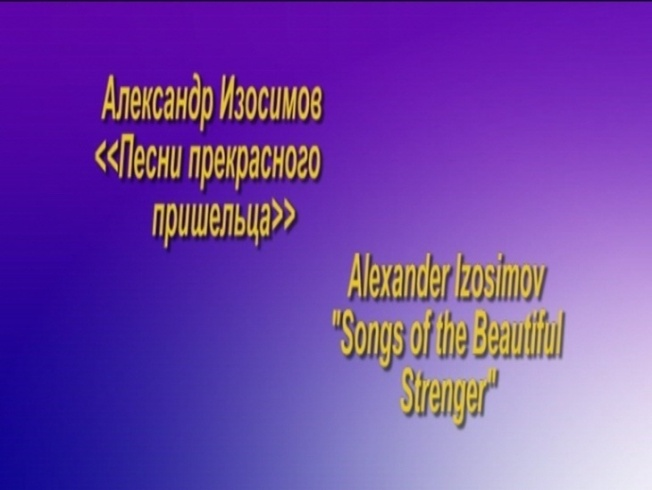 Александр Изосимов
<<Песни прекрасного
пришельца>>
Alexander Izosimov
"Songs of the Beautiful
Strenger"